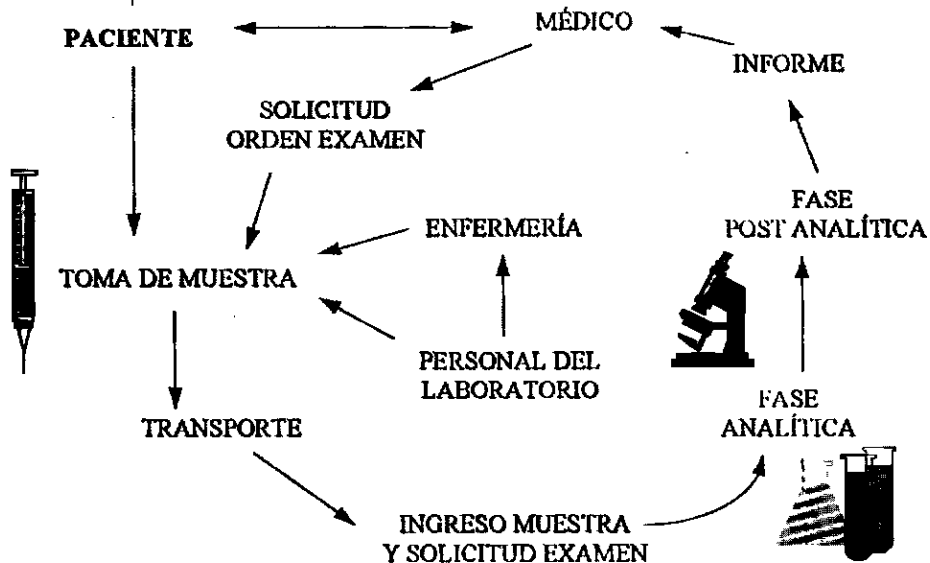 PACIENTE
MÉDICO
INFORME
SOLICITUD
ORDEN EXAMEN
FASE
POST ANALÍTICA
ENFERMERÍA
TOMA DE MUESTRA
PERSONAL DEL
LABORATORIO
FASE
ANALÍTICA
TRANSPORTE
INGRESO MUESTRA
Y SOLICITUD EXAMEN